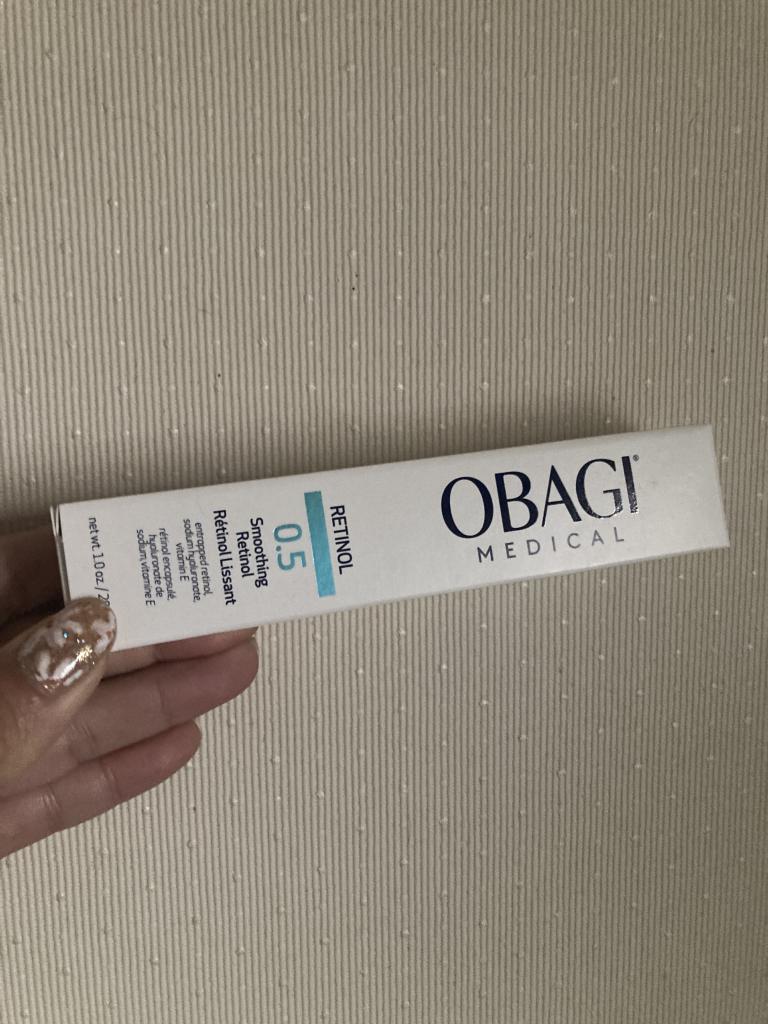 OBAGI®
MEDICAL
RETINOL
0.5
Smoothing
Retinol
Rétinol Lissant
entrapped retinol,
sodium hyaluronate,
vitamin E
rétinol encapsulé,
hyaluronate de
sodium, vitamine E
net wt. 1.0 oz. / 2